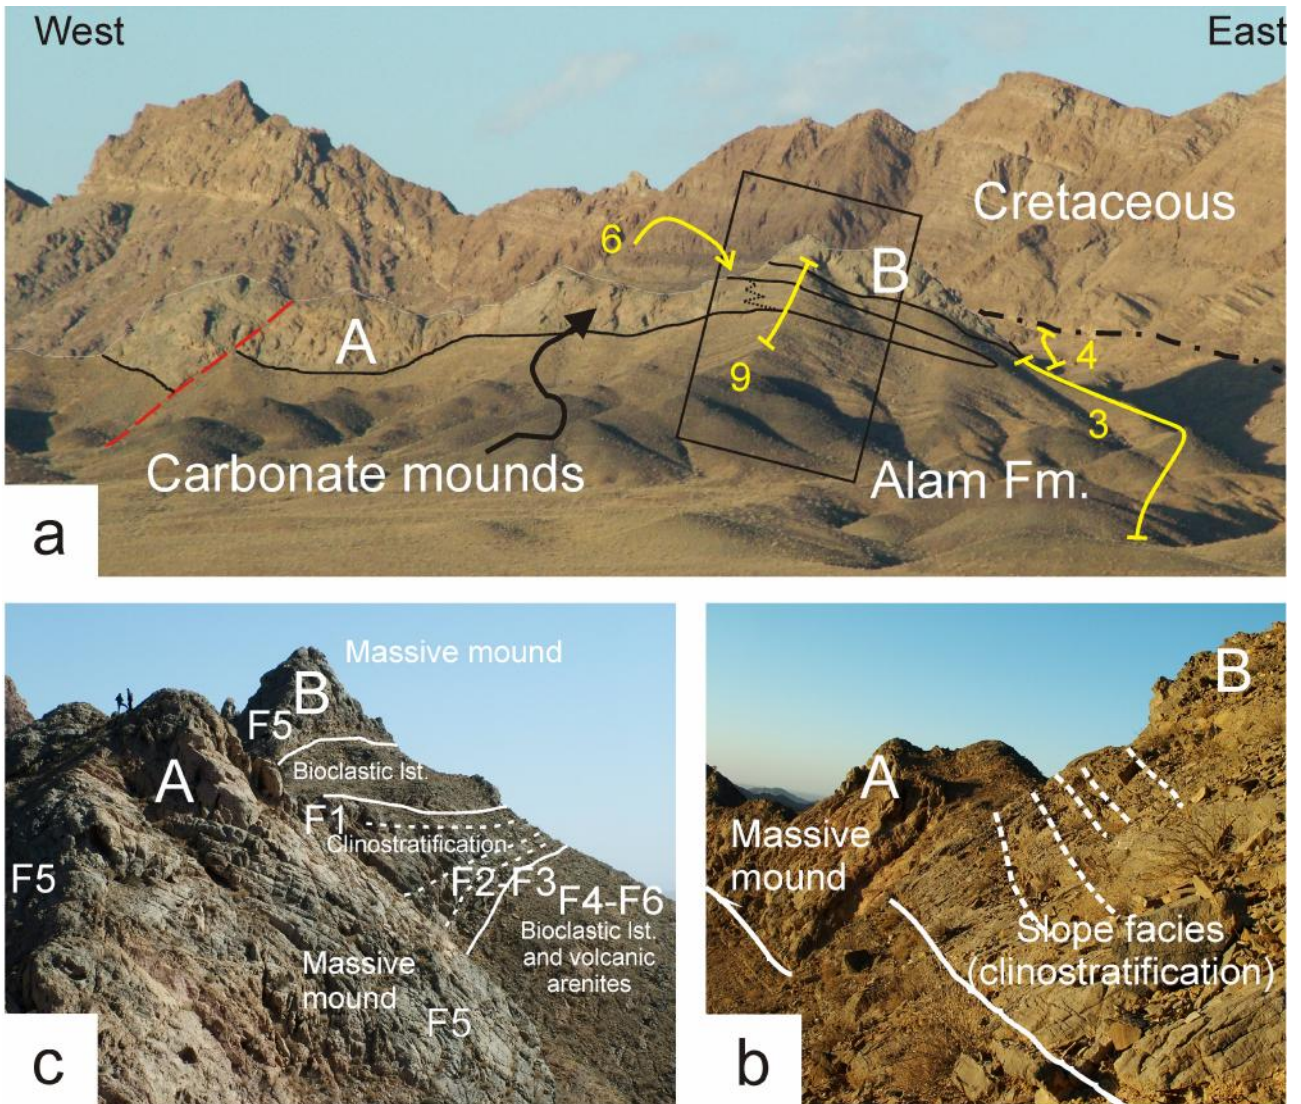 West
East
Cretaceous
6
B
A
4
9
3
Carbonate mounds
Alam Fm.
a
Massive mound
B
F5
Bioclastic lst.
A
F1
Clinostratification
F2-F3
F5
F4-F6
Bioclastic lst.
and volcanic
arenites
Massive
mound
F5
c
B
A
Massive
mound
Slope facies
(clinostratification)
b